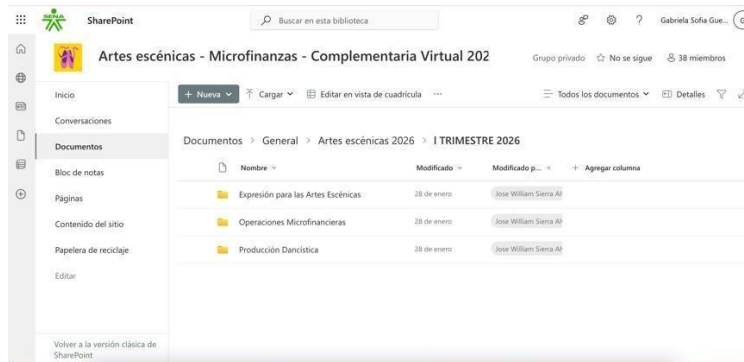 SENA
SharePoint
Buscar en esta biblioteca
?
Gabriela Sofia Gue...
Artes escénicas - Microfinanzas - Complementaria Virtual 202
Grupo privado
No se sigue
38 miembros
Inicio
Conversaciones
Documentos
Bloc de notas
Páginas
Contenido del sitio
Papelera de reciclaje
Editar
Volver a la versión clásica de
SharePoint
+ Nueva
Cargar
Editar en vista de cuadrícula
...
Todos los documentos
Detalles
Documentos > General > Artes escénicas 2026 > I TRIMESTRE 2026
Nombre
Modificado
Modificado p...
+ Agregar columna
Expresión para las Artes Escénicas
28 de enero
Jose William Sierra Al
Operaciones Microfinancieras
28 de enero
Jose William Sierra Al
Producción Dancística
28 de enero
Jose William Sierra Al